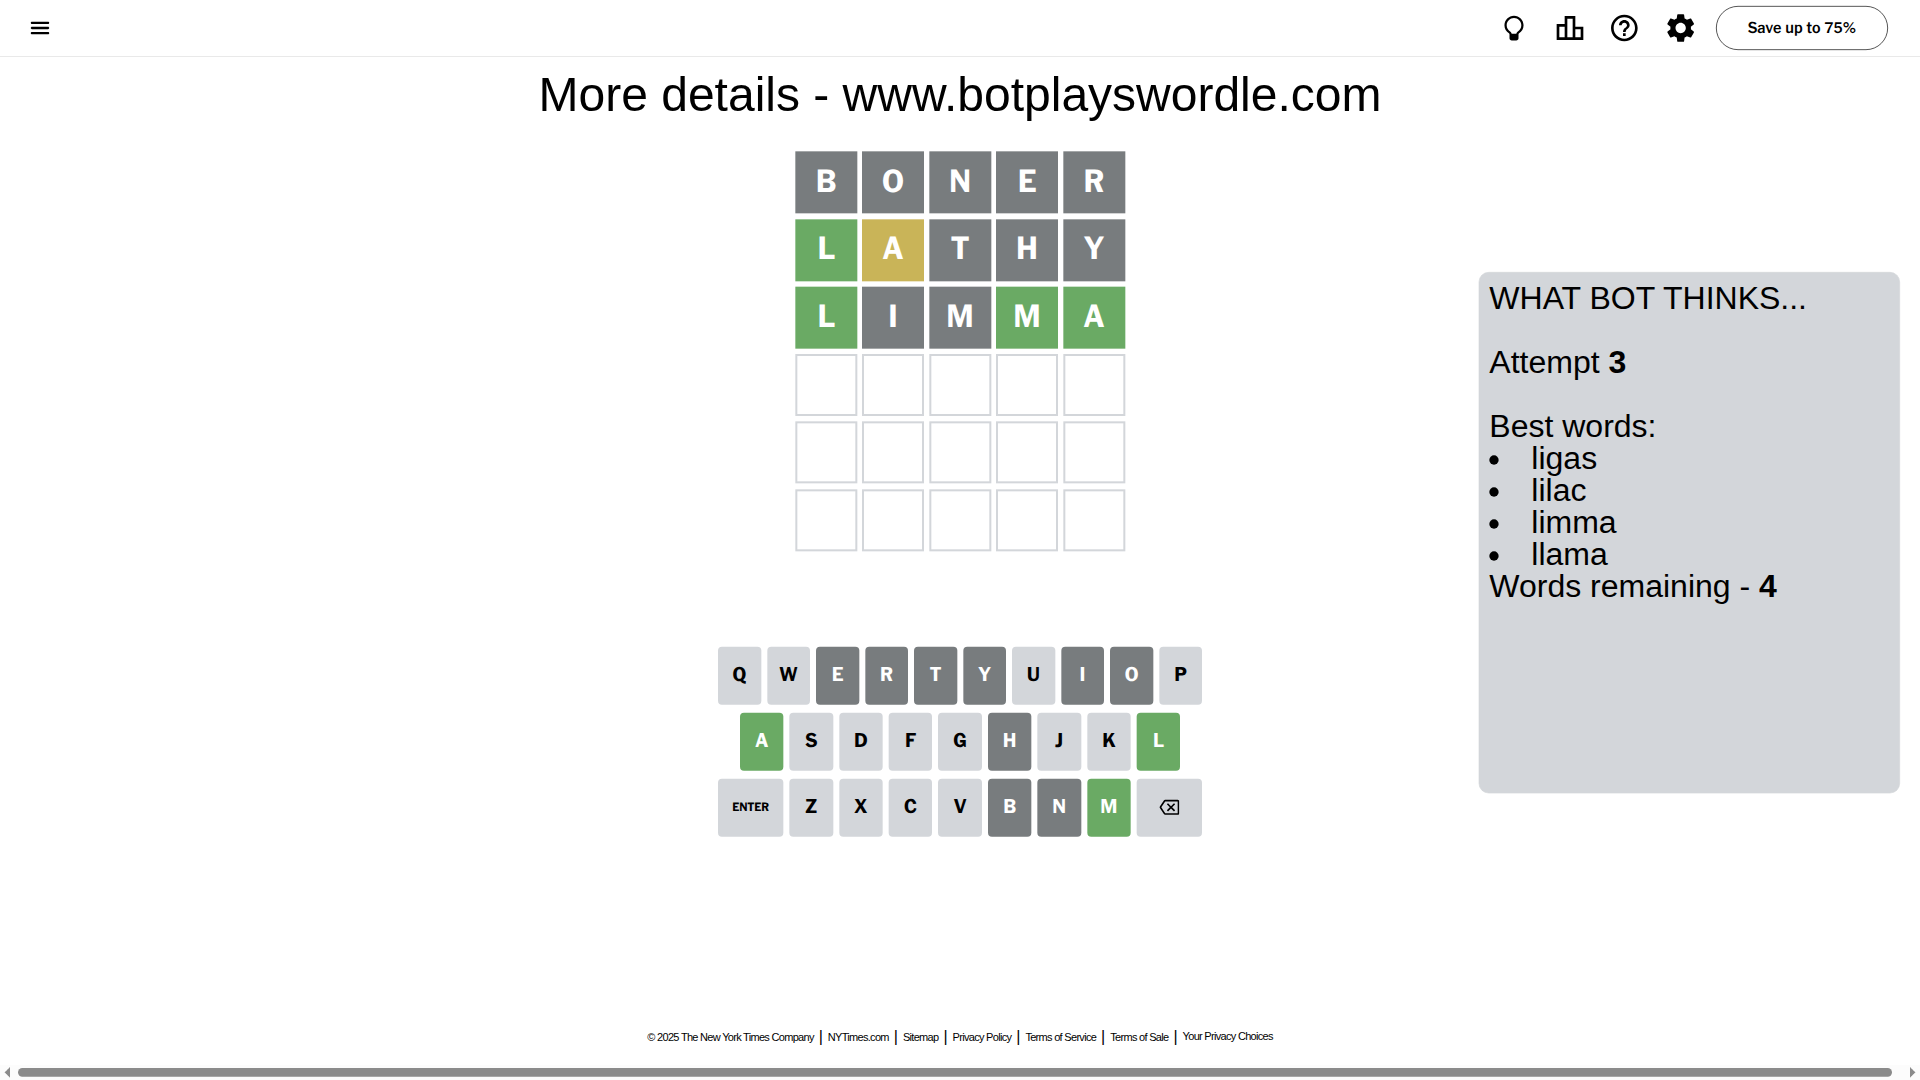 Save up to 75%
More details - www.botplayswordle.com
B O N E R
L A T H Y
L I M M A
WHAT BOT THINKS...
Attempt 3
Best words:
• ligas
• lilac
• limma
• llama
Words remaining - 4
Q W E R T Y U I O P
A S D F G H J K L
ENTER Z X C V B N M
© 2025 The New York Times Company | NYTimes.com | Sitemap | Privacy Policy | Terms of Service | Terms of Sale | Your Privacy Choices